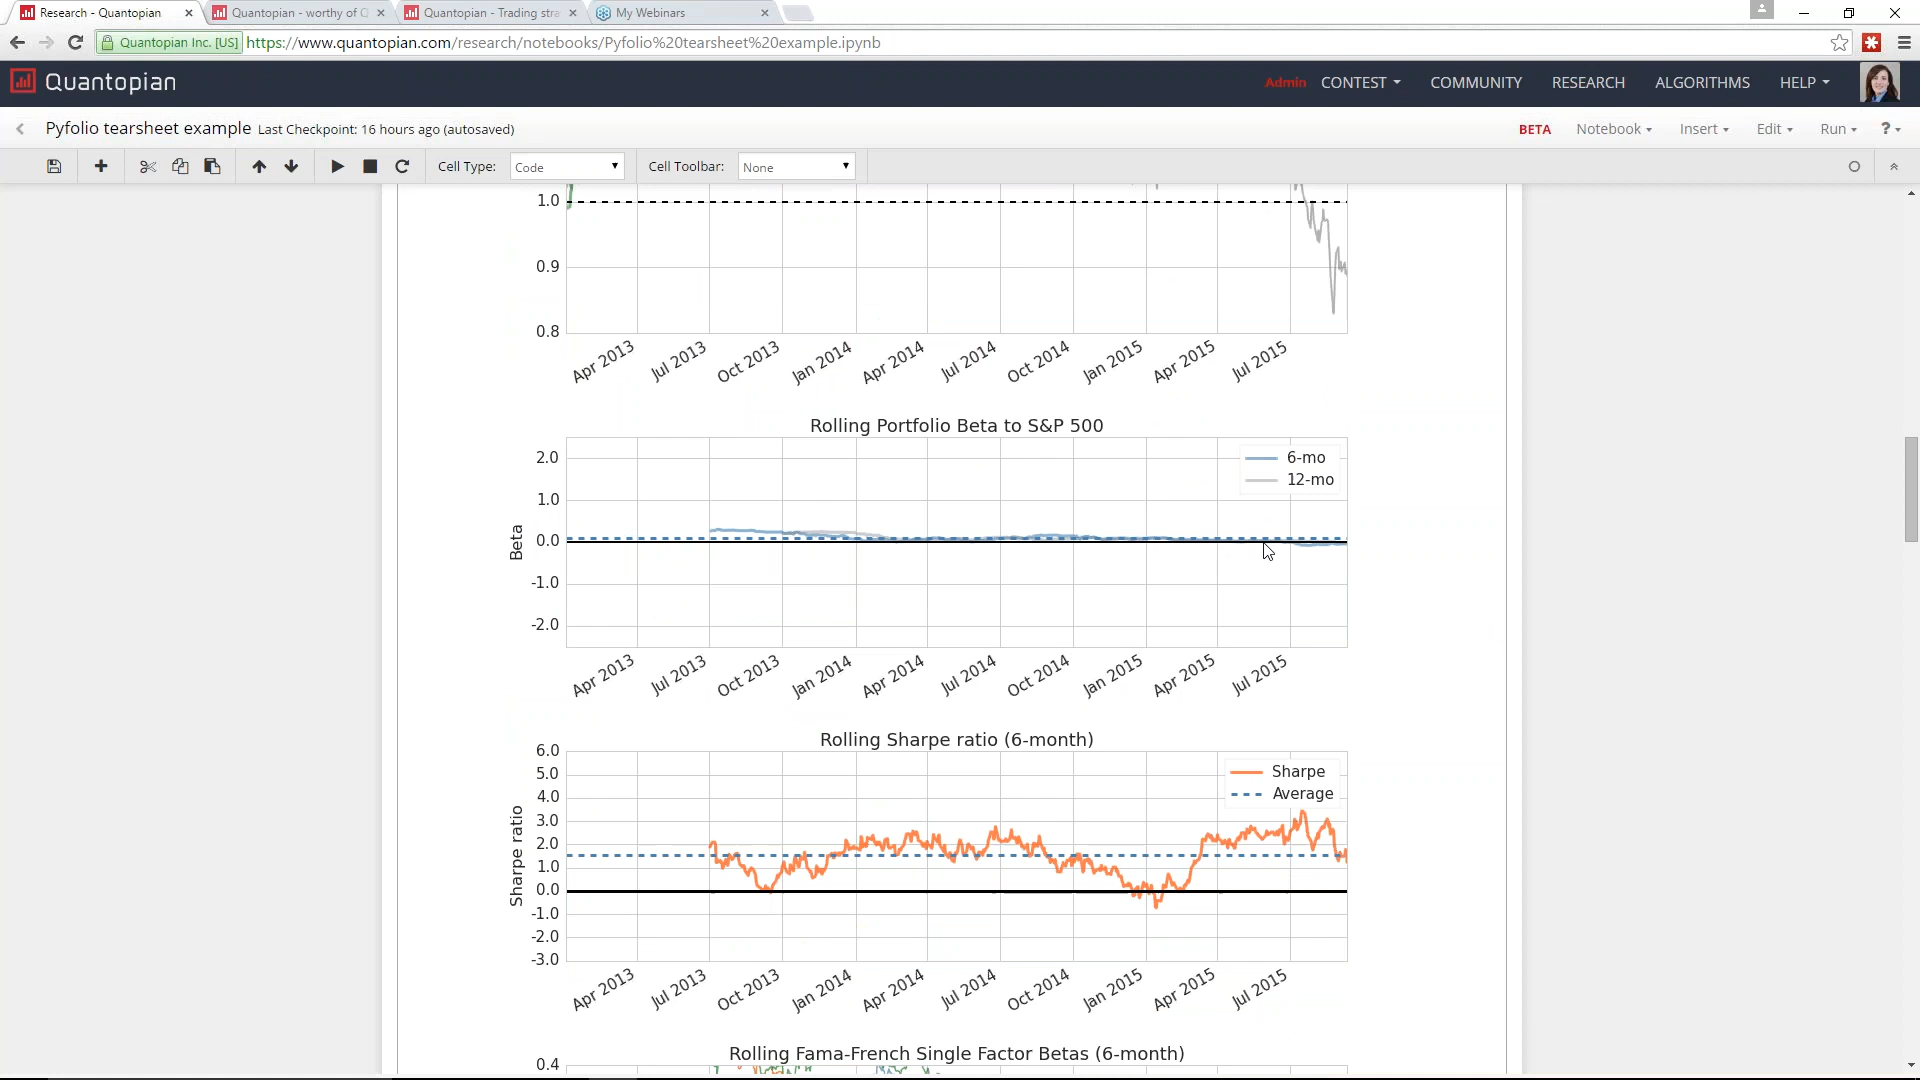 Research - Quantopian
Quantopian - worthy of Q
Quantopian - Trading stra
My Webinars
Quantopian Inc. [US] https://www.quantopian.com/research/notebooks/Pyfolio%20tearsheet%20example.ipynb
Quantopian
Admin CONTEST COMMUNITY RESEARCH ALGORITHMS HELP
Pyfolio tearsheet example Last Checkpoint: 16 hours ago (autosaved)
BETA Notebook Insert Edit Run ?
Cell Type: Code Cell Toolbar: None
1.0
0.9
0.8
Apr 2013 Jul 2013 Oct 2013 Jan 2014 Apr 2014 Jul 2014 Oct 2014 Jan 2015 Apr 2015 Jul 2015
Rolling Portfolio Beta to S&P 500
2.0
1.0
0.0
-1.0
-2.0
Beta
6-mo
12-mo
Apr 2013 Jul 2013 Oct 2013 Jan 2014 Apr 2014 Jul 2014 Oct 2014 Jan 2015 Apr 2015 Jul 2015
Rolling Sharpe ratio (6-month)
6.0
5.0
4.0
3.0
2.0
1.0
0.0
-1.0
-2.0
-3.0
Sharpe ratio
Sharpe
Average
Apr 2013 Jul 2013 Oct 2013 Jan 2014 Apr 2014 Jul 2014 Oct 2014 Jan 2015 Apr 2015 Jul 2015
Rolling Fama-French Single Factor Betas (6-month)
0.4